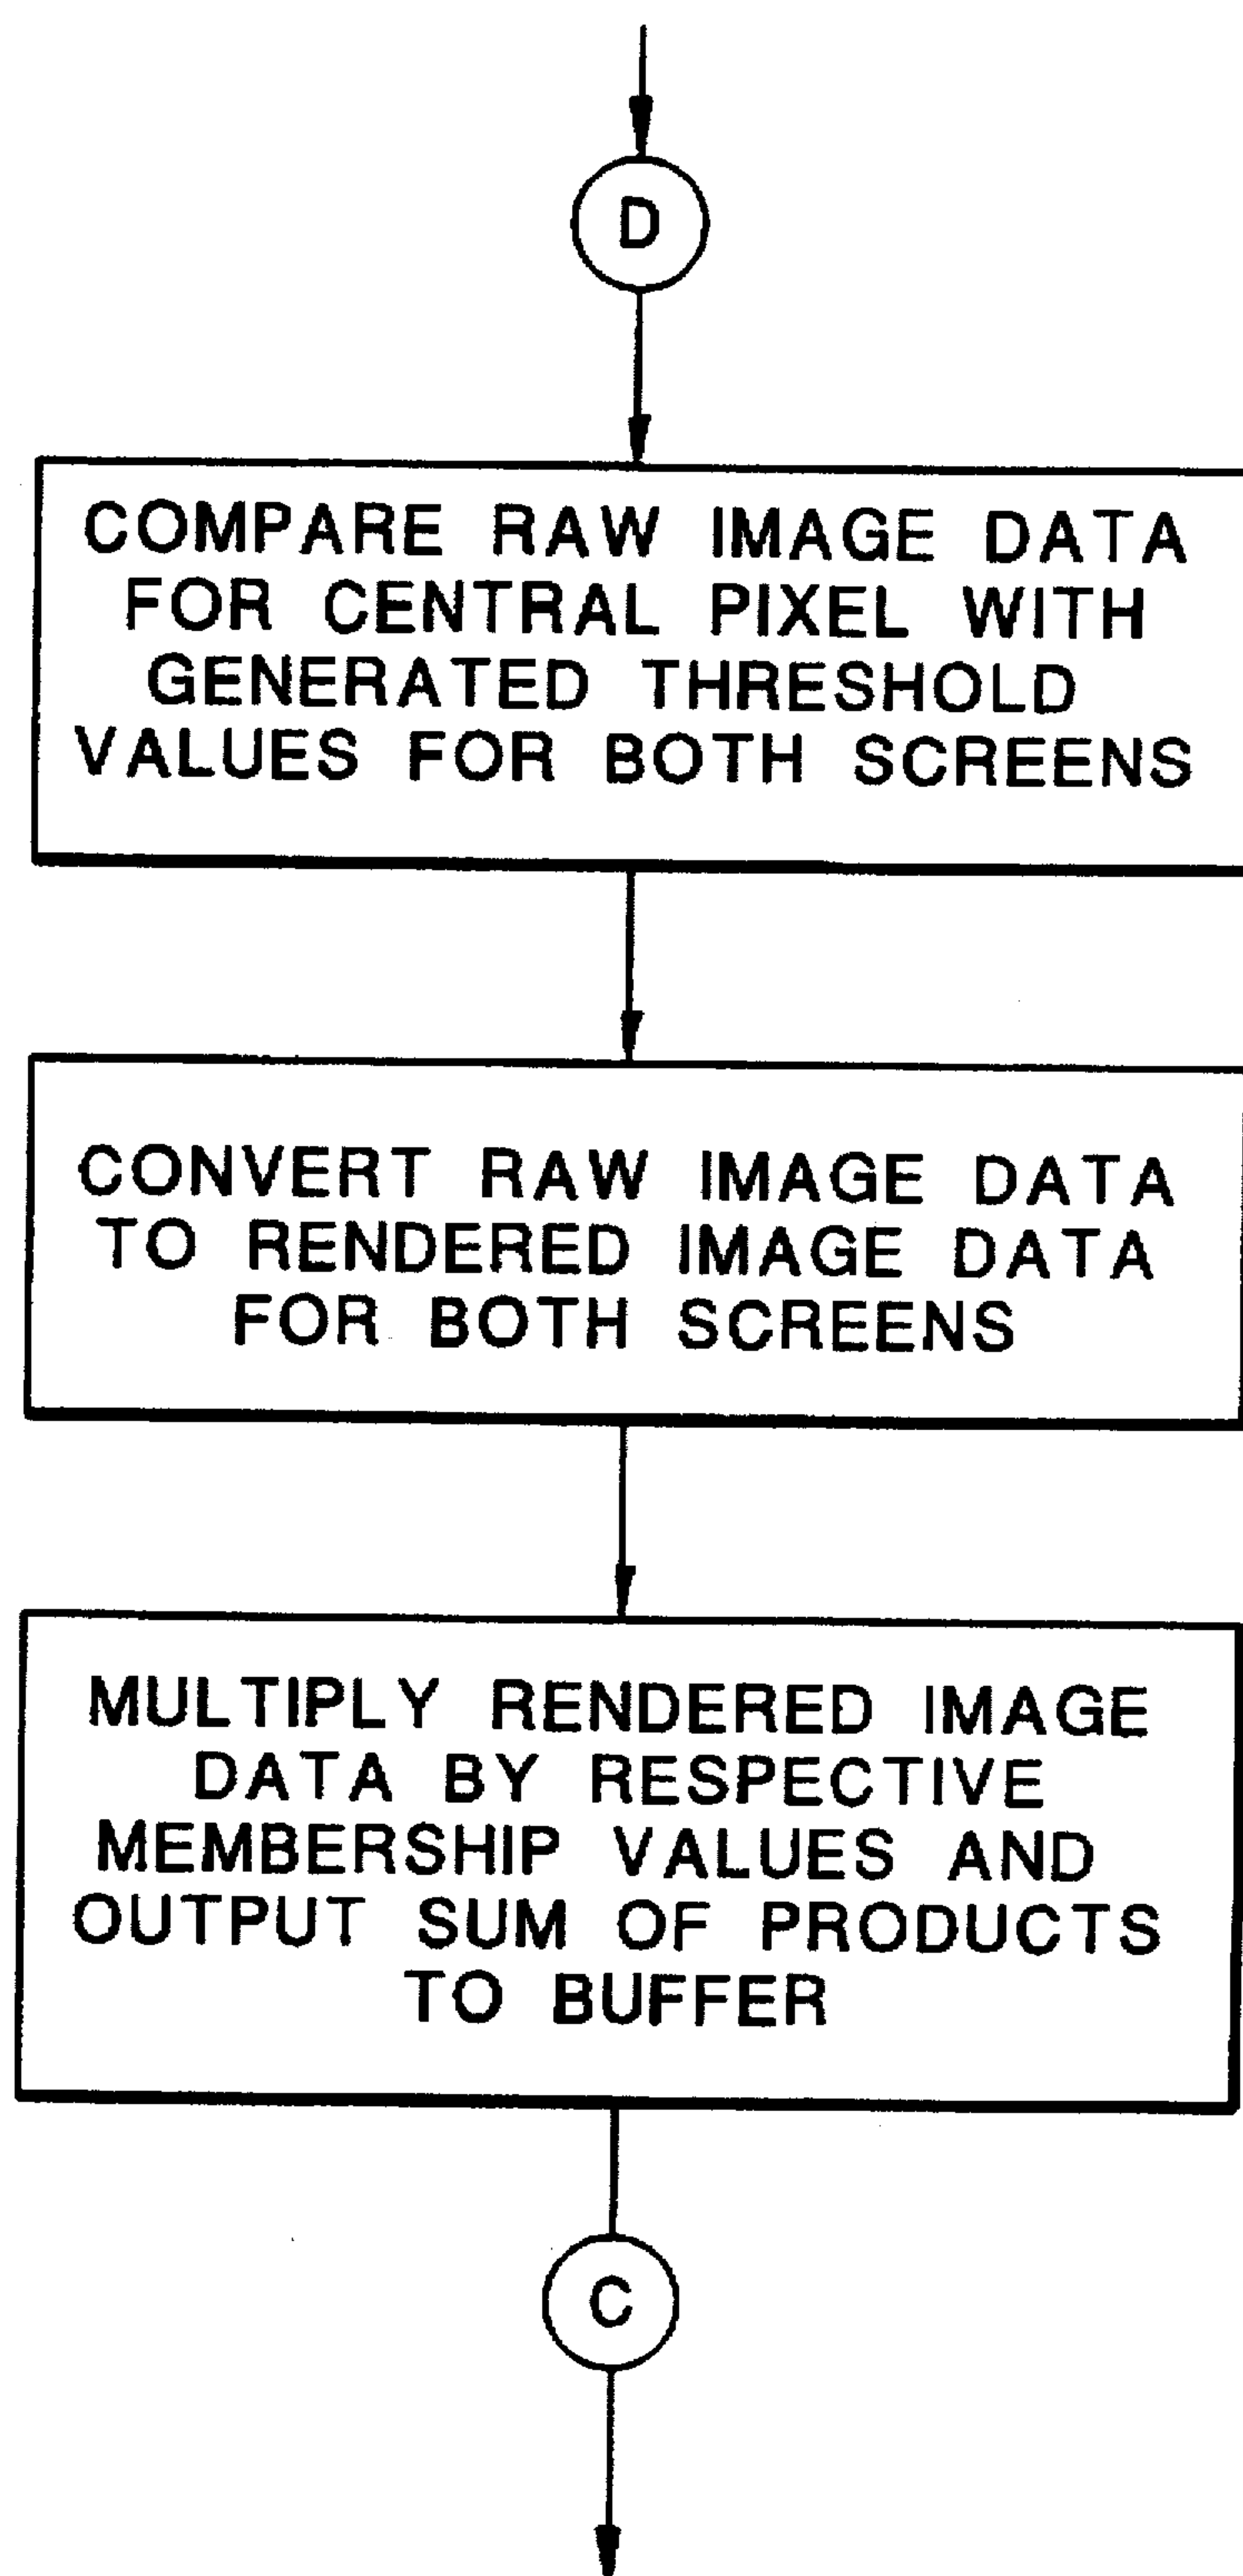 D
COMPARE RAW IMAGE DATA
FOR CENTRAL PIXEL WITH
GENERATED THRESHOLD
VALUES FOR BOTH SCREENS
CONVERT RAW IMAGE DATA
TO RENDERED IMAGE DATA
FOR BOTH SCREENS
MULTIPLY RENDERED IMAGE
DATA BY RESPECTIVE
MEMBERSHIP VALUES AND
OUTPUT SUM OF PRODUCTS
TO BUFFER
C